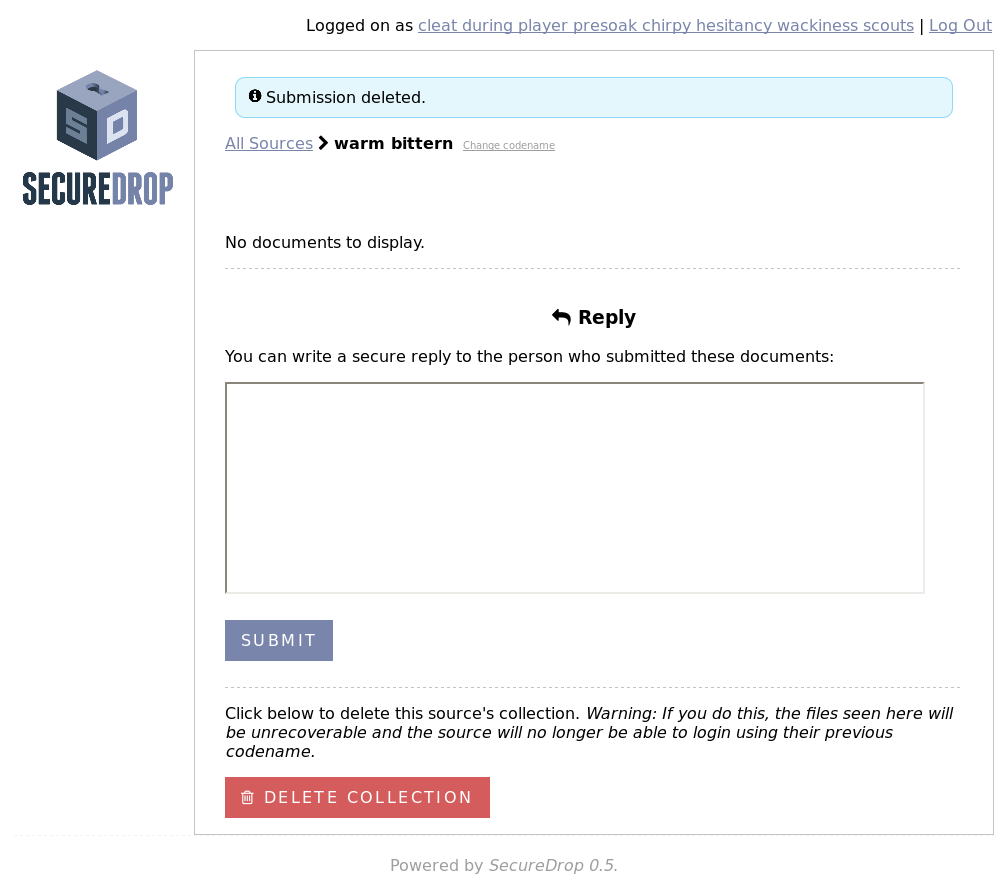 Logged on as cleat during player presoak chirpy hesitancy wackiness scouts | Log Out
SECUREDROP
Submission deleted.
All Sources warm bittern Change codename
No documents to display.
Reply
You can write a secure reply to the person who submitted these documents:
SUBMIT
Click below to delete this source's collection. Warning: If you do this, the files seen here will
be unrecoverable and the source will no longer be able to login using their previous
codename.
DELETE COLLECTION
Powered by SecureDrop 0.5.